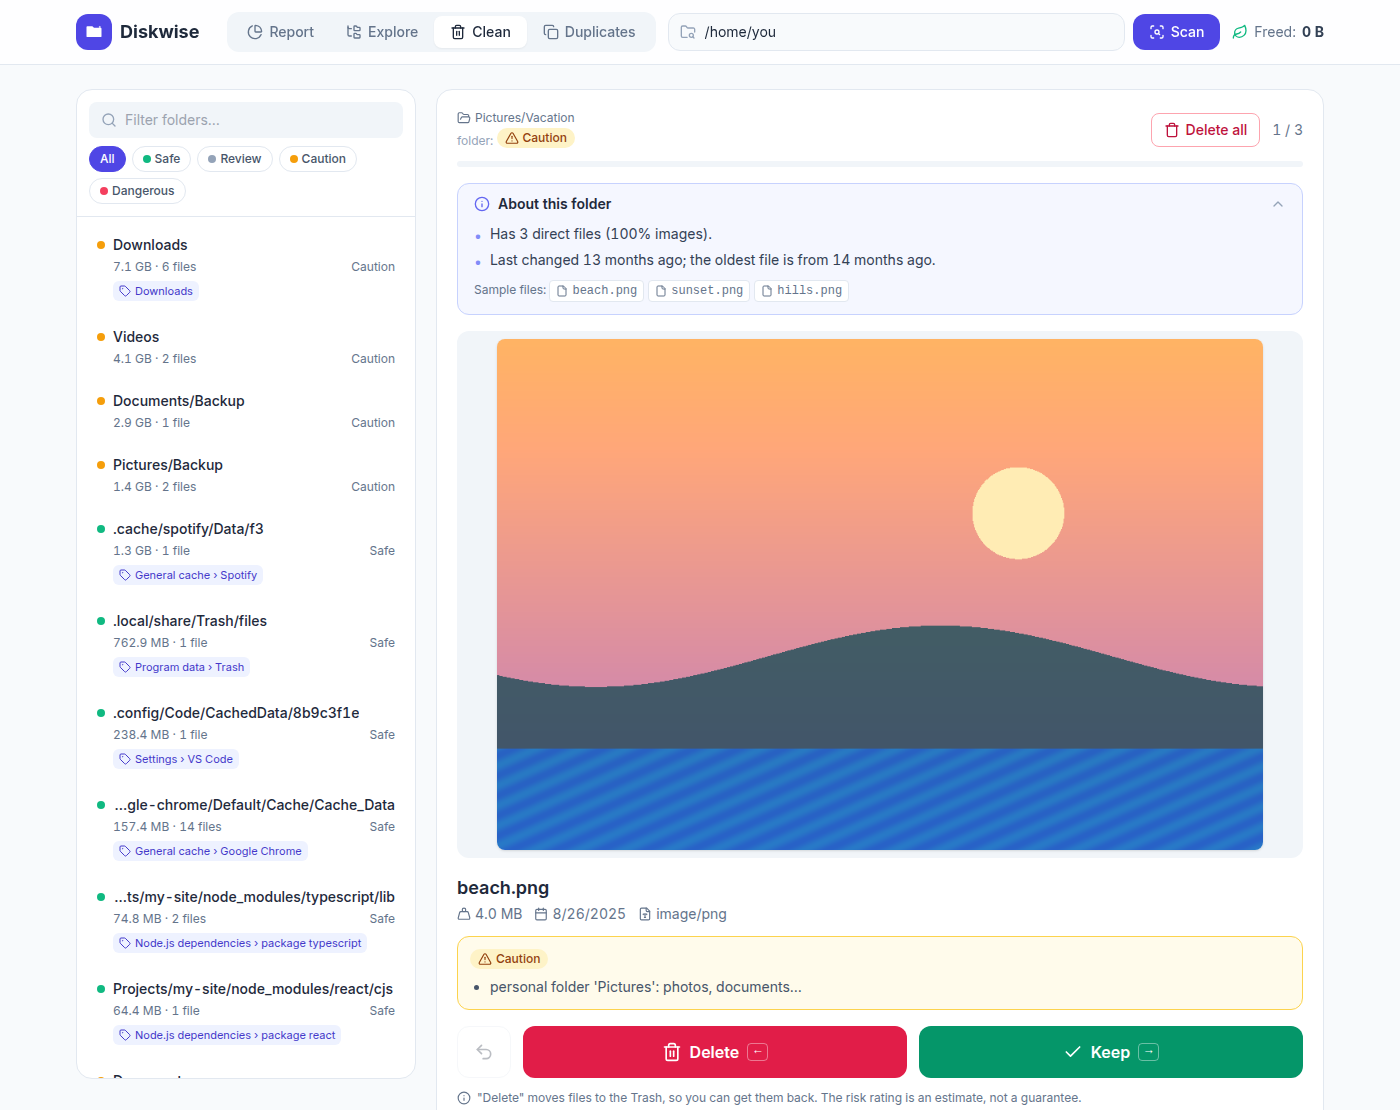 Diskwise
Report
Explore
Clean
Duplicates
/home/you
Scan
Freed: 0 B
Filter folders...
All
Safe
Review
Caution
Dangerous
Downloads
7.1 GB · 6 files
Caution
Downloads
Videos
4.1 GB · 2 files
Caution
Documents/Backup
2.9 GB · 1 file
Caution
Pictures/Backup
1.4 GB · 2 files
Caution
.cache/spotify/Data/f3
1.3 GB · 1 file
Safe
General cache › Spotify
.local/share/Trash/files
762.9 MB · 1 file
Safe
Program data › Trash
.config/Code/CachedData/8b9c3f1e
238.4 MB · 1 file
Safe
Settings › VS Code
...gle-chrome/Default/Cache/Cache_Data
157.4 MB · 14 files
Safe
General cache › Google Chrome
...ts/my-site/node_modules/typescript/lib
74.8 MB · 2 files
Safe
Node.js dependencies › package typescript
Projects/my-site/node_modules/react/cjs
64.4 MB · 1 file
Safe
Node.js dependencies › package react
Pictures/Vacation
folder: Caution
Delete all
1 / 3
About this folder
• Has 3 direct files (100% images).
• Last changed 13 months ago; the oldest file is from 14 months ago.
Sample files: beach.png sunset.png hills.png
beach.png
4.0 MB 8/26/2025 image/png
Caution
• personal folder 'Pictures': photos, documents...
Delete ←
Keep →
"Delete" moves files to the Trash, so you can get them back. The risk rating is an estimate, not a guarantee.